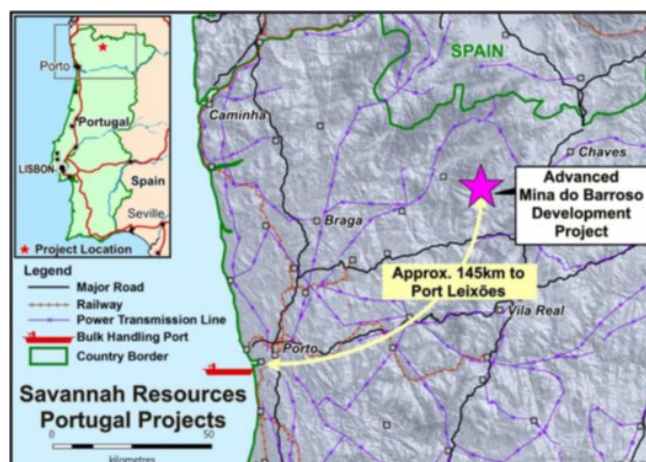 Porto
Portugal
LISBON
Spain
Seville
Project Location
Legend
Major Road
Railway
Power Transmission Line
Bulk Handling Port
Country Border
Savannah Resources
Portugal Projects
0
50
kilometres
SPAIN
Caminha
Chaves
Advanced
Mina do Barroso
Development
Project
Braga
Approx. 145km to
Port Leixões
Vila Real
Porto